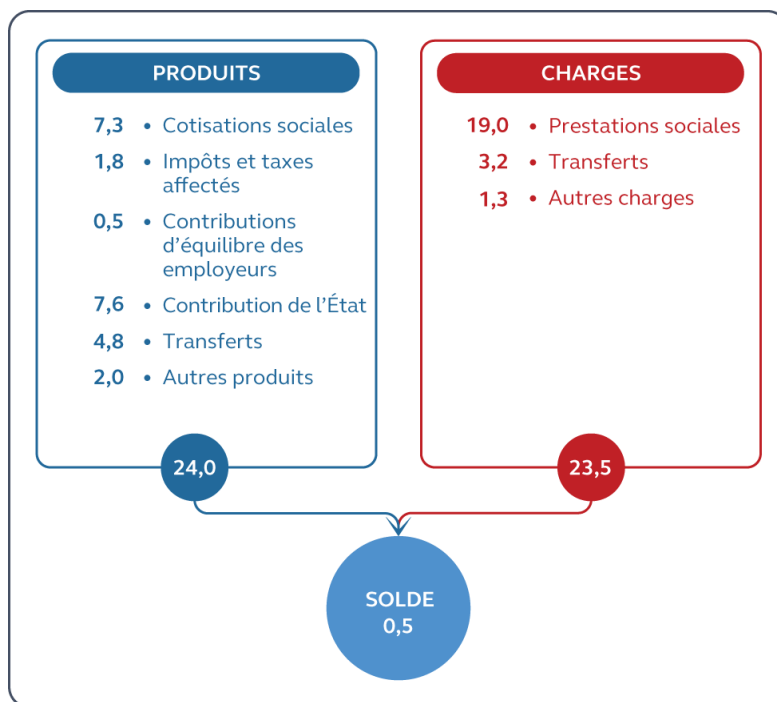 PRODUITS
7,3 • Cotisations sociales
1,8 • Impôts et taxes
affectés
0,5 • Contributions
d'équilibre des
employeurs
7,6 • Contribution de l'État
4,8 • Transferts
2,0 • Autres produits
24,0
CHARGES
19,0 • Prestations sociales
3,2 • Transferts
1,3 • Autres charges
23,5
SOLDE
0,5